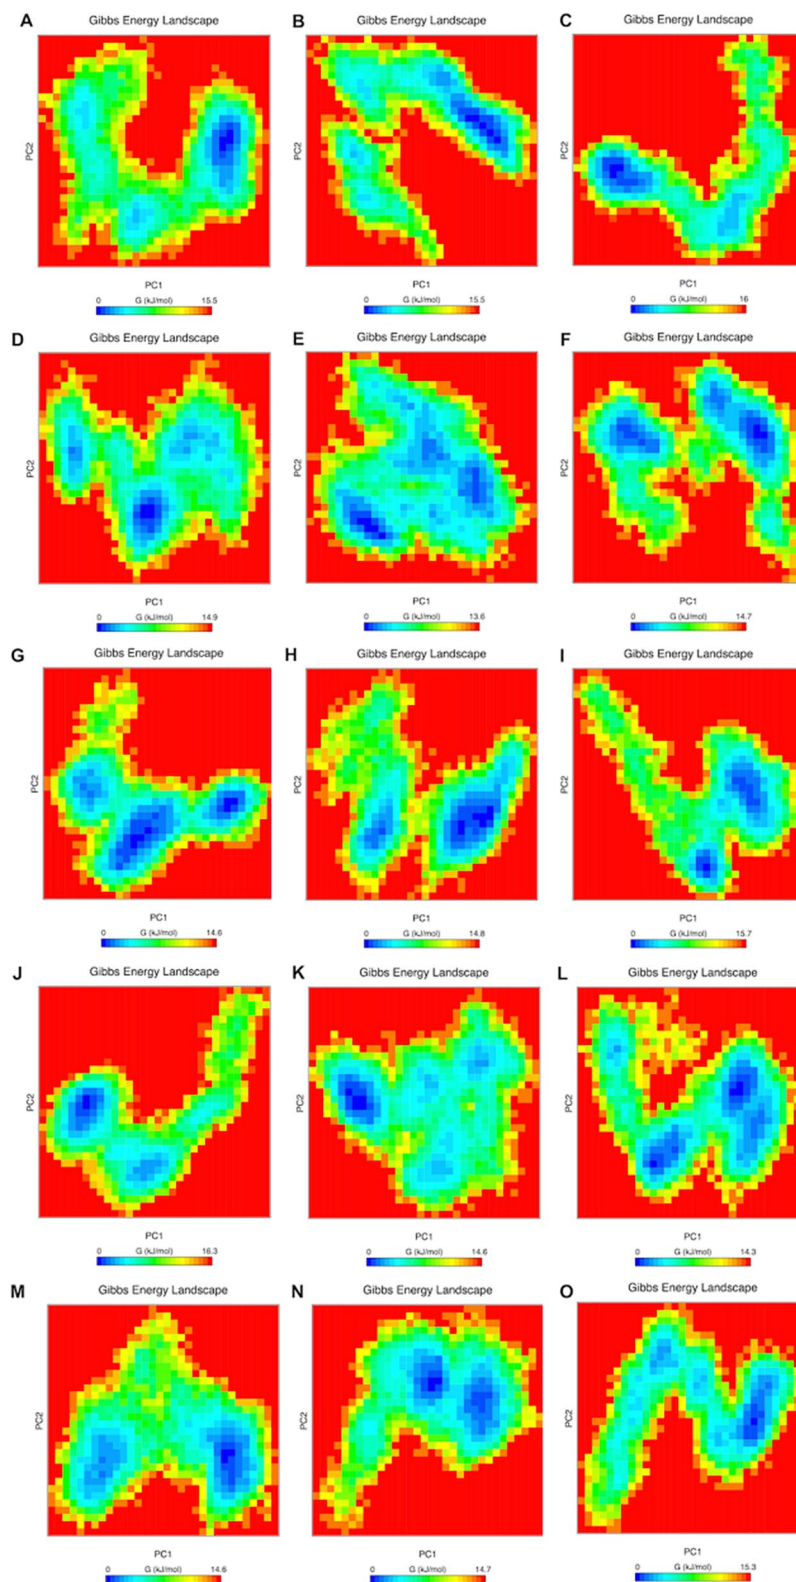 A B C
Gibbs Energy Landscape Gibbs Energy Landscape Gibbs Energy Landscape
PC2 PC2 PC2
PC1 PC1 PC1
0 G (kJ/mol) 15.5 0 G (kJ/mol) 15.5 0 G (kJ/mol) 16
D E F
Gibbs Energy Landscape Gibbs Energy Landscape Gibbs Energy Landscape
PC2 PC2 PC2
PC1 PC1 PC1
0 G (kJ/mol) 14.9 0 G (kJ/mol) 13.6 0 G (kJ/mol) 14.7
G H I
Gibbs Energy Landscape Gibbs Energy Landscape Gibbs Energy Landscape
PC2 PC2 PC2
PC1 PC1 PC1
0 G (kJ/mol) 14.6 0 G (kJ/mol) 14.8 0 G (kJ/mol) 15.7
J K L
Gibbs Energy Landscape Gibbs Energy Landscape Gibbs Energy Landscape
PC2 PC2 PC2
PC1 PC1 PC1
0 G (kJ/mol) 16.3 0 G (kJ/mol) 14.6 0 G (kJ/mol) 14.3
M N O
Gibbs Energy Landscape Gibbs Energy Landscape Gibbs Energy Landscape
PC2 PC2 PC2
PC1 PC1 PC1
0 G (kJ/mol) 14.6 0 G (kJ/mol) 14.7 0 G (kJ/mol) 15.3